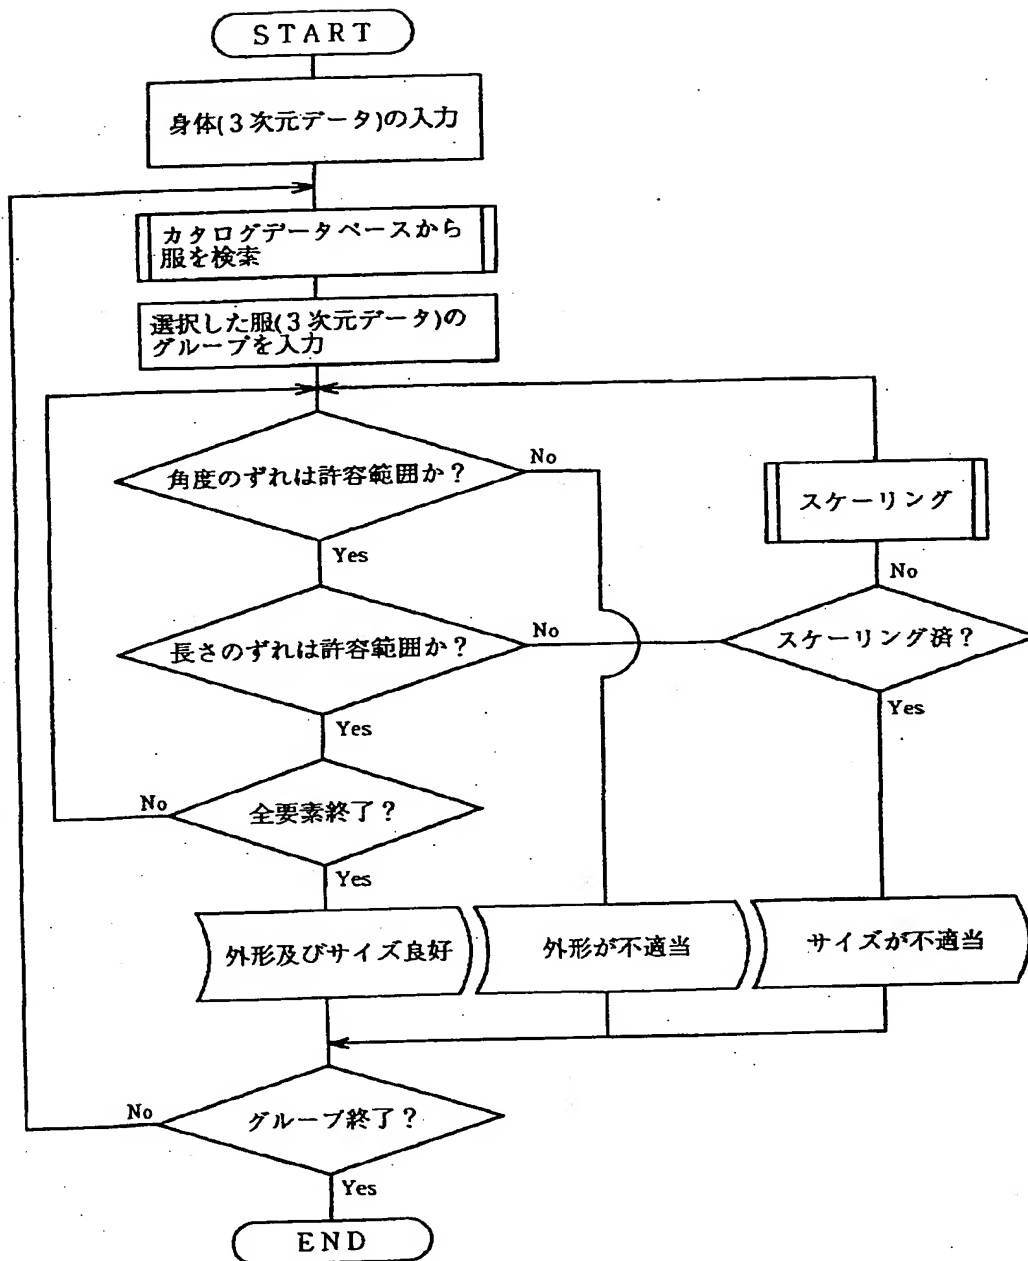 START
身体(3次元データ)の入力
カタログデータベースから
服を検索
選択した服(3次元データ)の
グループを入力
角度のずれは許容範囲か?
No
Yes
スケーリング
No
長さのずれは許容範囲か?
No
スケーリング済?
Yes
Yes
全要素終了?
No
Yes
外形及びサイズ良好
外形が不適当
サイズが不適当
グループ終了?
No
Yes
END